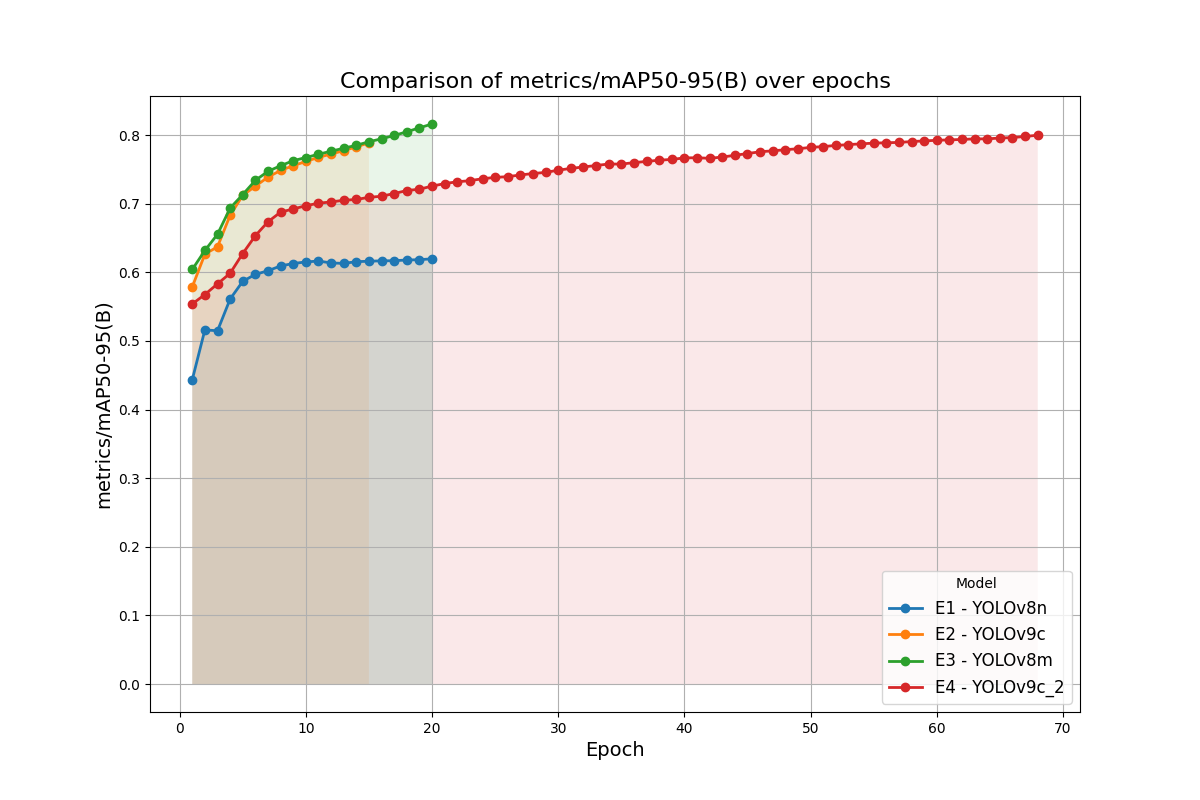 Comparison of metrics/mAP50-95(B) over epochs
metrics/mAP50-95(B)
0.8
0.7
0.6
0.5
0.4
0.3
0.2
0.1
0.0
0 10 20 30 40 50 60 70
Epoch
Model
E1 - YOLOv8n
E2 - YOLOv9c
E3 - YOLOv8m
E4 - YOLOv9c_2